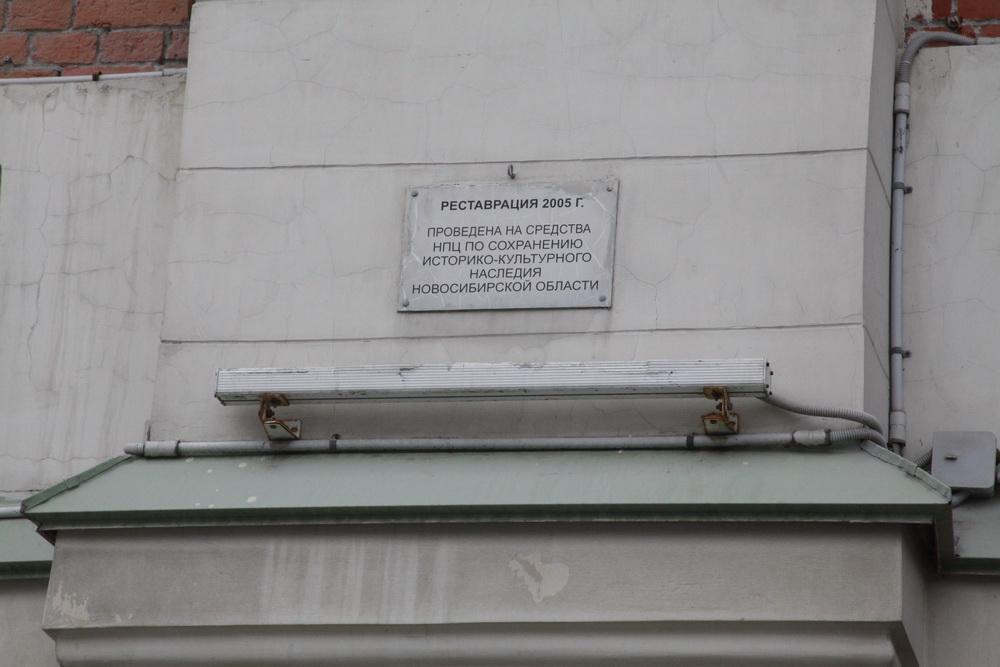 РЕСТАВРАЦИЯ 2005 Г.
ПРОВЕДЕНА НА СРЕДСТВА
НПЦ ПО СОХРАНЕНИЮ
ИСТОРИКО-КУЛЬТУРНОГО
НАСЛЕДИЯ
НОВОСИБИРСКОЙ ОБЛАСТИ